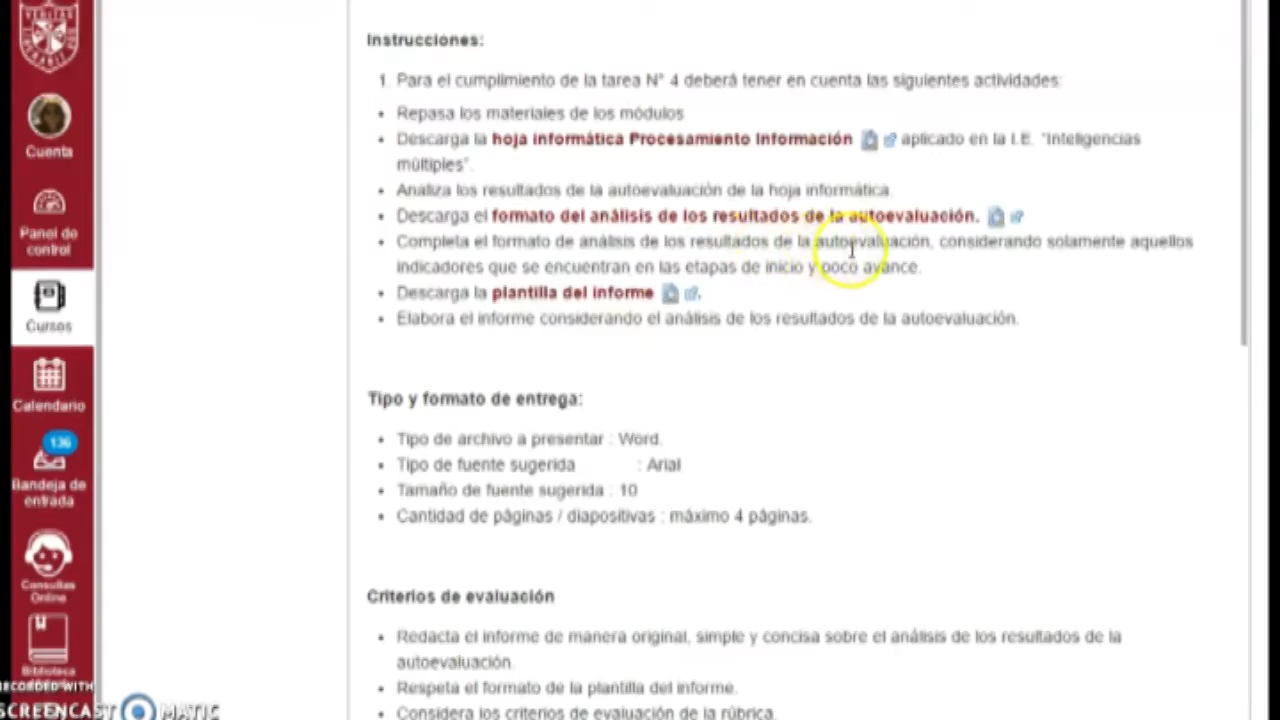 VERITAS
Instrucciones:
1. Para el cumplimiento de la tarea N° 4 deberá tener en cuenta las siguientes actividades:
• Repasa los materiales de los módulos
• Descarga la hoja informática Procesamiento Información aplicado en la I.E. "Inteligencias
múltiples".
• Analiza los resultados de la autoevaluación de la hoja informática.
• Descarga el formato del análisis de los resultados de la autoevaluación.
• Completa el formato de análisis de los resultados de la autoevaluación, considerando solamente aquellos
indicadores que se encuentran en las etapas de inicio y poco avance.
• Descarga la plantilla del informe .
• Elabora el informe considerando el análisis de los resultados de la autoevaluación.
Tipo y formato de entrega:
• Tipo de archivo a presentar : Word.
• Tipo de fuente sugerida : Arial
• Tamaño de fuente sugerida : 10
• Cantidad de páginas / diapositivas : máximo 4 páginas.
Criterios de evaluación
• Redacta el informe de manera original, simple y concisa sobre el análisis de los resultados de la
autoevaluación.
• Respeta el formato de la plantilla del informe.
• Considera los criterios de evaluación de la rúbrica.
Cuenta
Panel de
control
Cursos
Calendario
136
Bandeja de
entrada
Consultas
Online
Biblioteca
RECORDED WITH
SCREENCAST MATIC